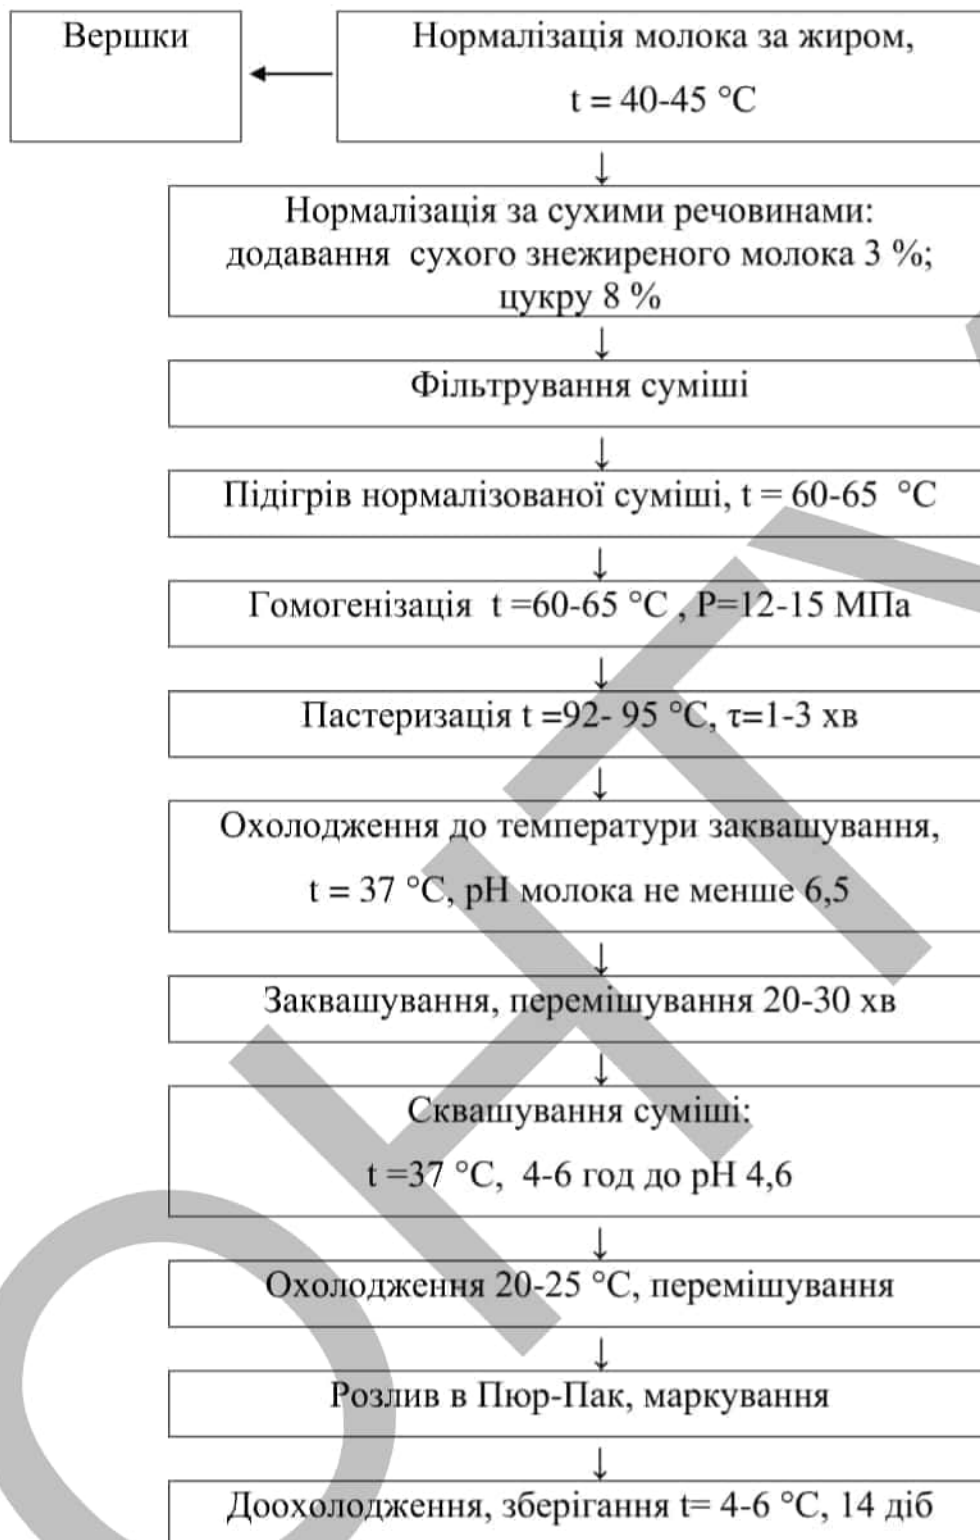 Вершки
Нормалізація молока за жиром,
t = 40-45 °C
Нормалізація за сухими речовинами:
додавання сухого знежиреного молока 3 %;
цукру 8 %
Фільтрування суміші
Підігрів нормалізованої суміші, t = 60-65 °C
Гомогенізація t =60-65 °C , P=12-15 МПа
Пастеризація t =92- 95 °C, τ=1-3 хв
Охолодження до температури заквашування,
t = 37 °C, pH молока не менше 6,5
Заквашування, перемішування 20-30 хв
Сквашування суміші:
t =37 °C, 4-6 год до pH 4,6
Охолодження 20-25 °C, перемішування
Розлив в Пюр-Пак, маркування
Доохолодження, зберігання t= 4-6 °C, 14 діб